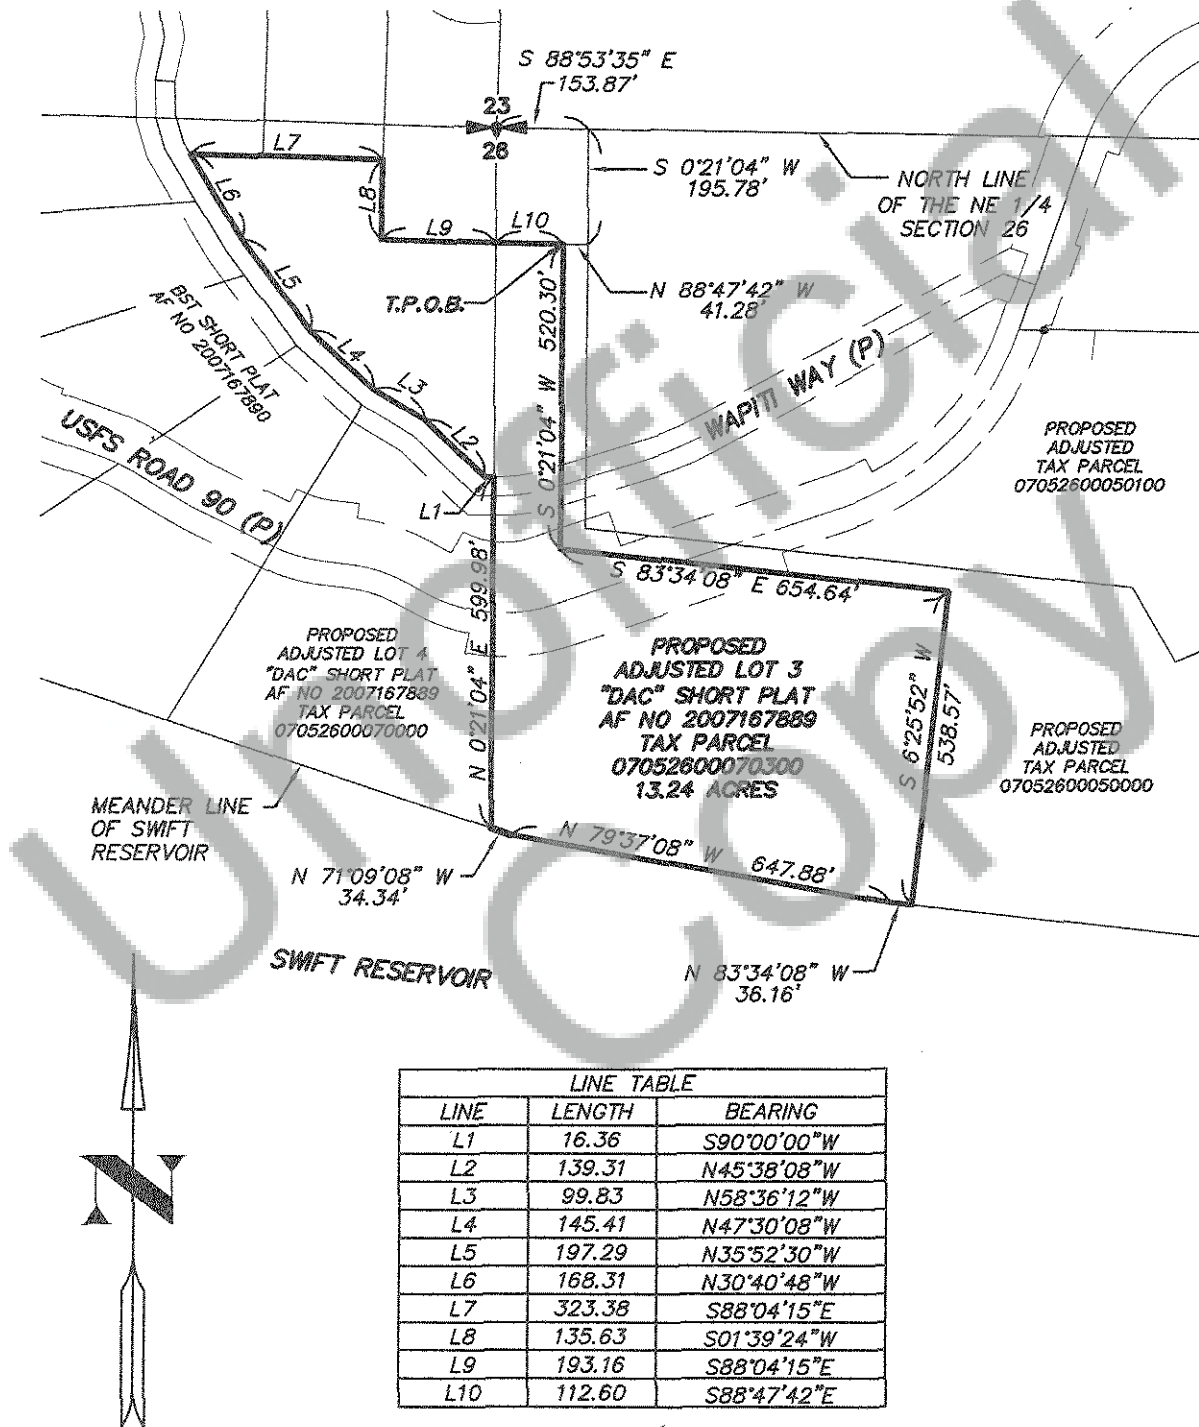 S 88°53'35" E
153.87'
23
26
L7
S 0°21'04" W
195.78'
NORTH LINE
OF THE NE 1/4
SECTION 26
L6
L8
L9
L10
T.P.O.B.
N 88°47'42" W
41.28'
L5
BST SHORT PLAT
AF NO 2007167890
S 0°21'04" W 520.30'
L4
L3
L2
L1
WAPITI WAY (P)
USFS ROAD 90 (P)
PROPOSED
ADJUSTED
TAX PARCEL
07052600050100
S 83°34'08" E 654.64'
N 0°21'04" E 599.98'
PROPOSED
ADJUSTED LOT 4
"DAC" SHORT PLAT
AF NO 2007167889
TAX PARCEL
07052600070000
PROPOSED
ADJUSTED LOT 3
"DAC" SHORT PLAT
AF NO 2007167889
TAX PARCEL
07052600070300
13.24 ACRES
S 6°25'52" W
538.57'
PROPOSED
ADJUSTED
TAX PARCEL
07052600050000
MEANDER LINE
OF SWIFT
RESERVOIR
N 79°37'08" W 647.88'
N 71°09'08" W
34.34'
SWIFT RESERVOIR
N 83°34'08" W
36.16'
N
LINE TABLE
LINE LENGTH BEARING
L1 16.36 S90°00'00"W
L2 139.31 N45°38'08"W
L3 99.83 N58°36'12"W
L4 145.41 N47°30'08"W
L5 197.29 N35°52'30"W
L6 168.31 N30°40'48"W
L7 323.38 S88°04'15"E
L8 135.63 S01°39'24"W
L9 193.16 S88°04'15"E
L10 112.60 S88°47'42"E
Unofficial
Copy